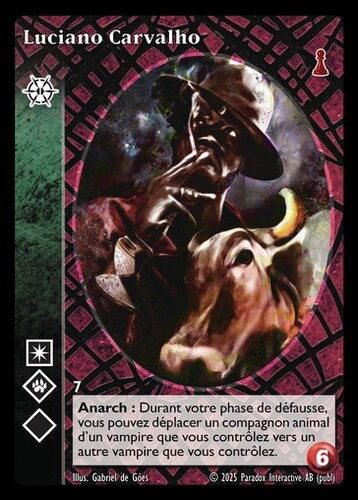 Luciano Carvalho
7
Anarch : Durant votre phase de défausse,
vous pouvez déplacer un compagnon animal
d'un vampire que vous contrôlez vers un
autre vampire que vous contrôlez.
6
Illus: Gabriel de Góes © 2025 Paradox Interactive AB (publ)